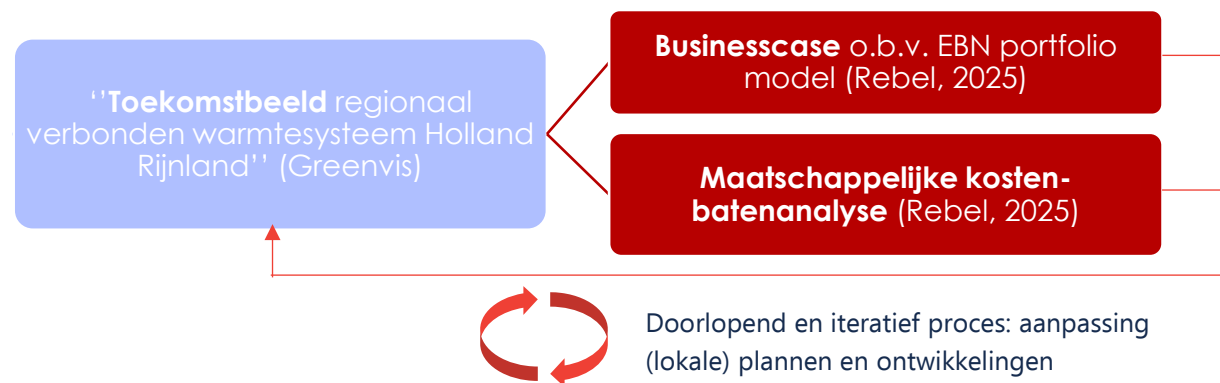 ‘’Toekomstbeeld regionaal
verbonden warmtesysteem Holland
Rijnland’’ (Greenvis)
Businesscase o.b.v. EBN portfolio
model (Rebel, 2025)
Maatschappelijke kosten-
batenanalyse (Rebel, 2025)
Doorlopend en iteratief proces: aanpassing
(lokale) plannen en ontwikkelingen